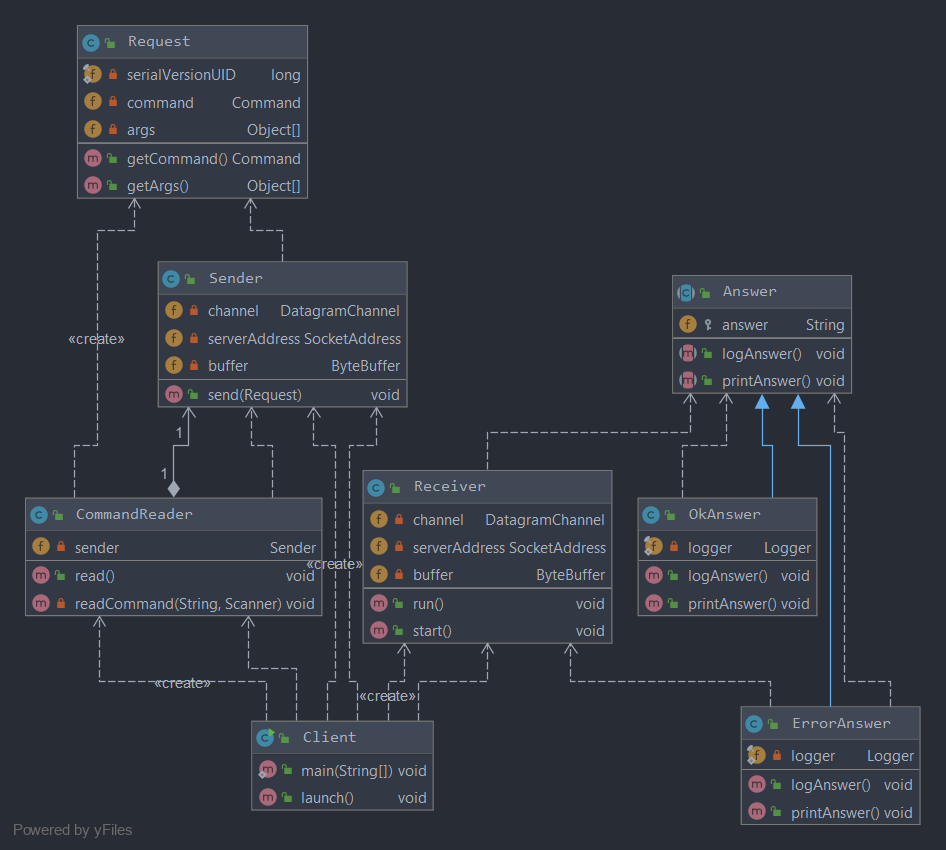 Request
serialVersionUID long
command Command
args Object[]
getCommand() Command
getArgs() Object[]
«create»
Sender
channel DatagramChannel
serverAddress SocketAddress
buffer ByteBuffer
send(Request) void
1
1
Answer
answer String
logAnswer() void
printAnswer() void
CommandReader
sender Sender
read() void
readCommand(String, Scanner) void
«create»
Receiver
channel DatagramChannel
serverAddress SocketAddress
buffer ByteBuffer
run() void
start() void
OkAnswer
logger Logger
logAnswer() void
printAnswer() void
«create»
«create»
Client
main(String[]) void
launch() void
ErrorAnswer
logger Logger
logAnswer() void
printAnswer() void
Powered by yFiles